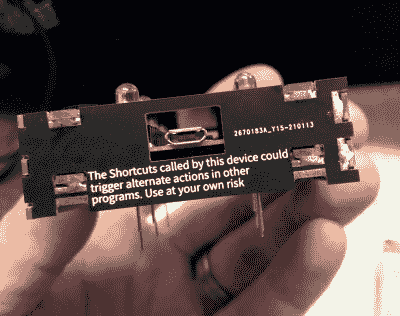 2670183A_Y15-210113
The Shortcuts called by this device could
trigger alternate actions in other
programs. Use at your own risk